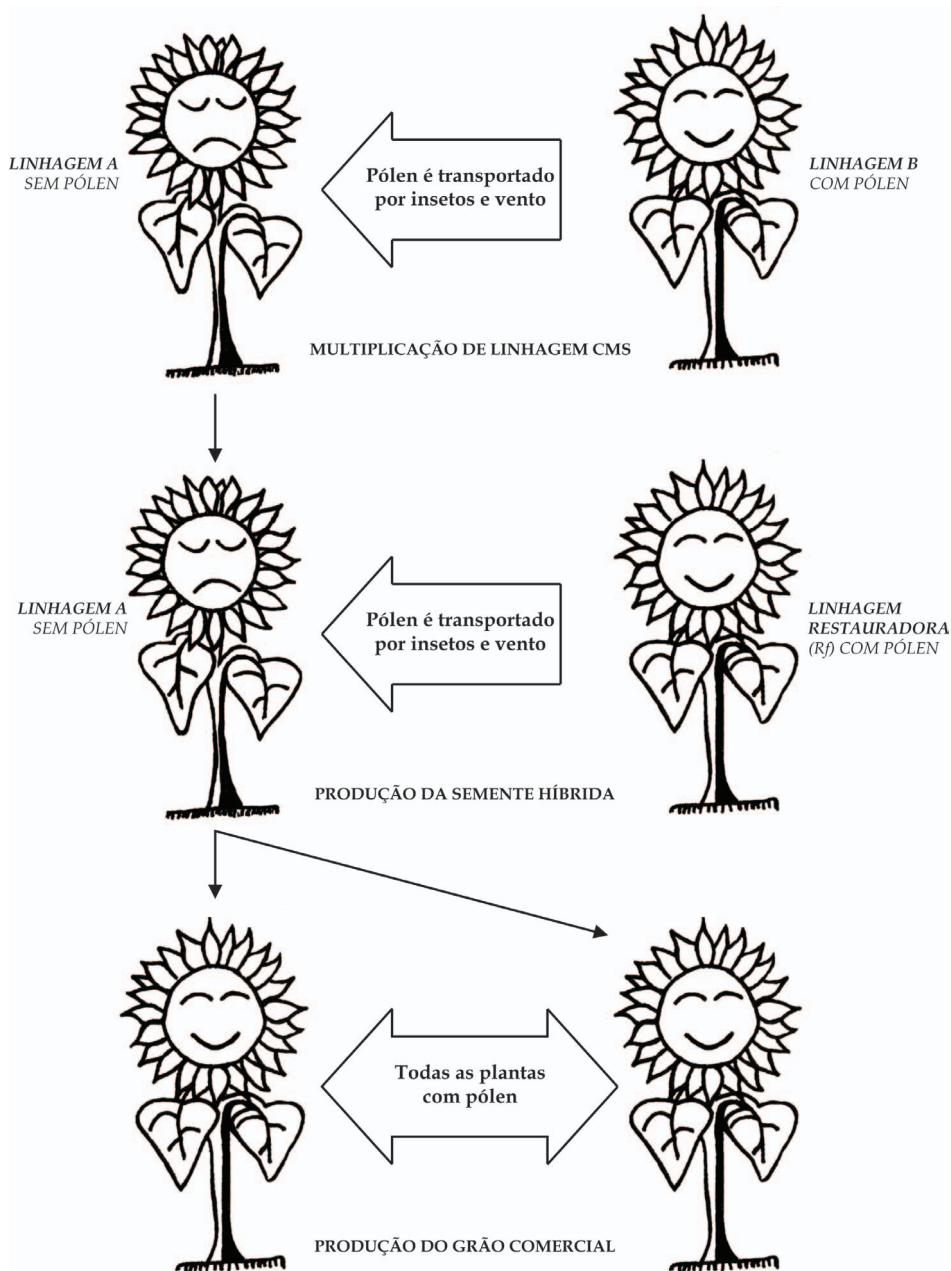 LINHAGEM A
SEM PÓLEN
Pólen é transportado
por insetos e vento
LINHAGEM B
COM PÓLEN
MULTIPLICAÇÃO DE LINHAGEM CMS
LINHAGEM A
SEM PÓLEN
Pólen é transportado
por insetos e vento
LINHAGEM
RESTAURADORA
(Rf) COM PÓLEN
PRODUÇÃO DA SEMENTE HÍBRIDA
Todas as plantas
com pólen
PRODUÇÃO DO GRÃO COMERCIAL